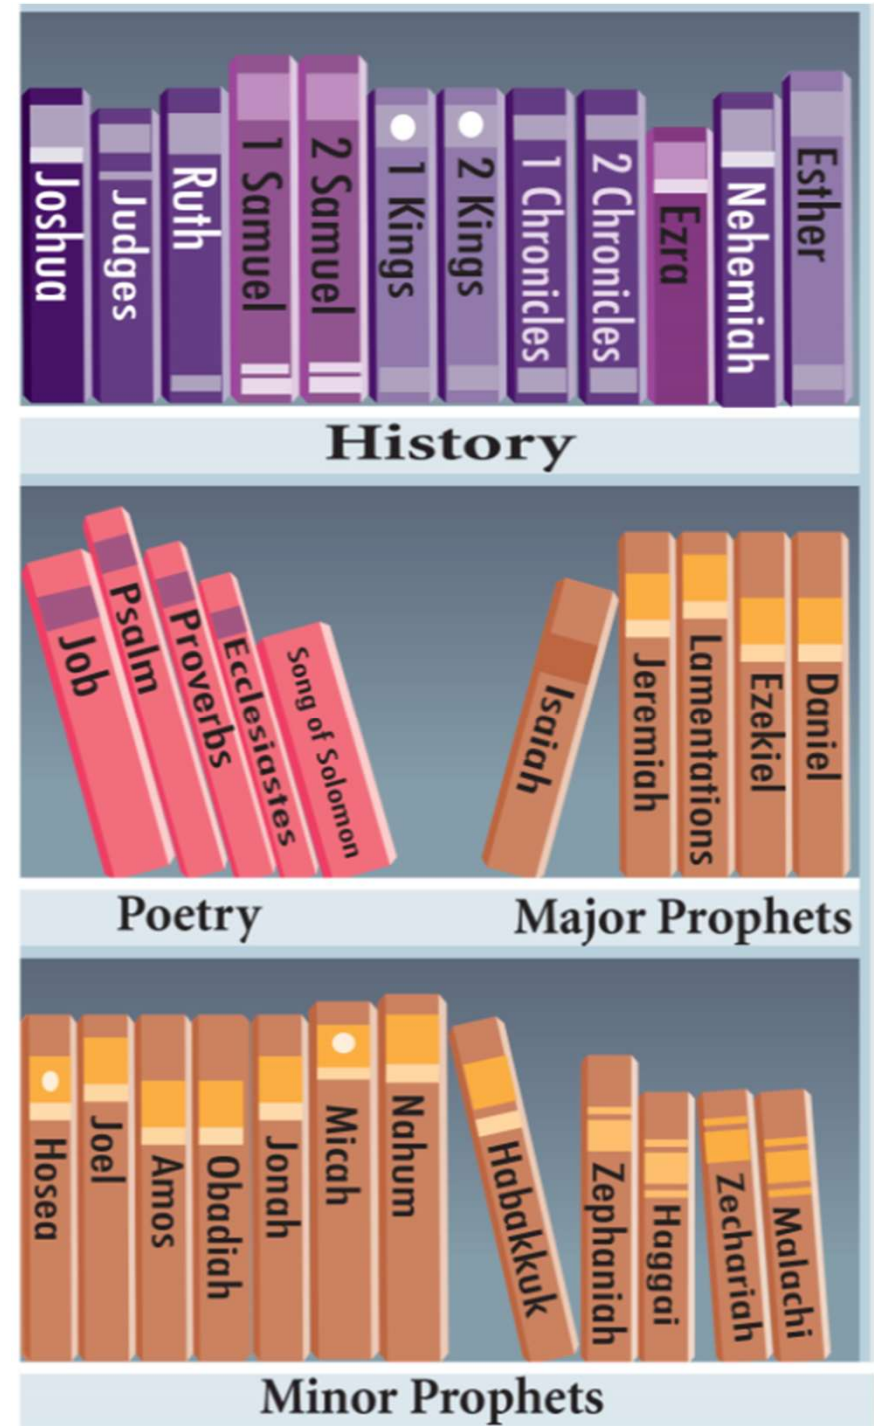 Joshua
Judges
Ruth
1 Samuel
2 Samuel
1 Kings
2 Kings
1 Chronicles
2 Chronicles
Ezra
Nehemiah
Esther
History
Job
Psalm
Proverbs
Ecclesiastes
Song of Solomon
Isaiah
Jeremiah
Lamentations
Ezekiel
Daniel
Poetry
Major Prophets
Hosea
Joel
Amos
Obadiah
Jonah
Micah
Nahum
Habakkuk
Zephaniah
Haggai
Zechariah
Malachi
Minor Prophets